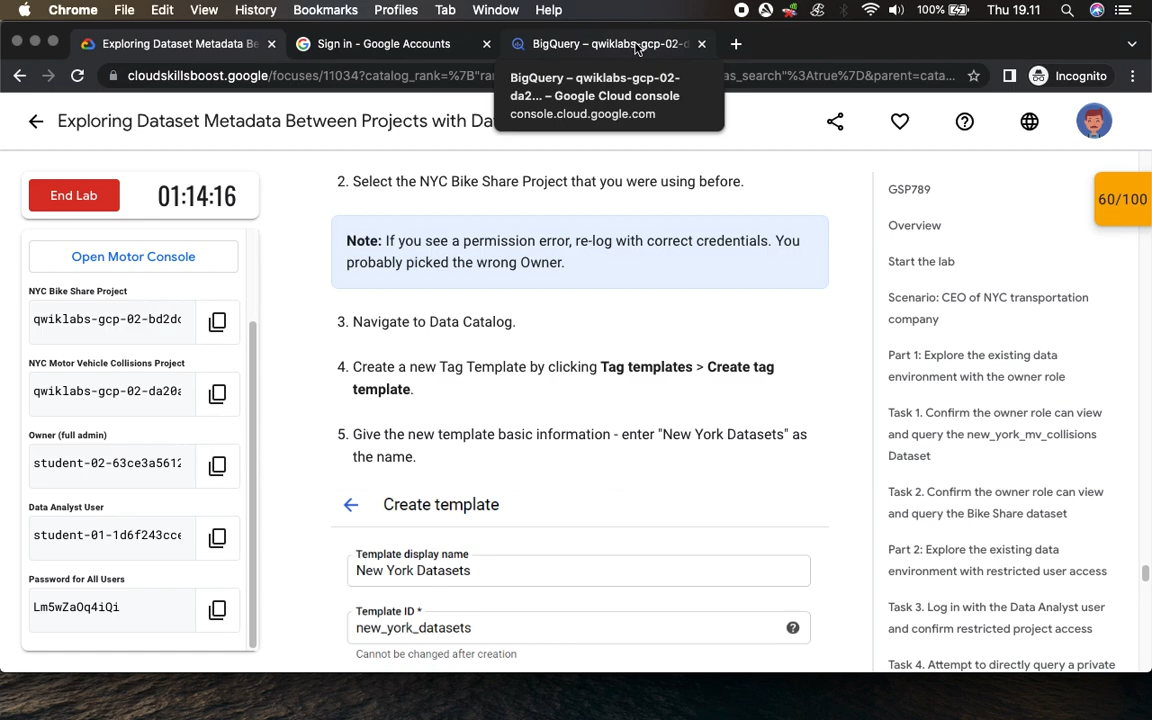 Chrome File Edit View History Bookmarks Profiles Tab Window Help 100% Thu 19.11
Exploring Dataset Metadata Be
Sign in - Google Accounts
BigQuery – qwiklabs-gcp-02-d
cloudskillsboost.google/focuses/11034?catalog_rank=%7B"ran
as_search"%3Atrue%7D&parent=cata...
Incognito
BigQuery – qwiklabs-gcp-02-
da2... – Google Cloud console
console.cloud.google.com
Exploring Dataset Metadata Between Projects with Da
End Lab
01:14:16
Open Motor Console
NYC Bike Share Project
qwiklabs-gcp-02-bd2dc
NYC Motor Vehicle Collisions Project
qwiklabs-gcp-02-da20a
Owner (full admin)
student-02-63ce3a5612
Data Analyst User
student-01-1d6f243cce
Password for All Users
Lm5wZaOq4iQi
2. Select the NYC Bike Share Project that you were using before.
Note: If you see a permission error, re-log with correct credentials. You
probably picked the wrong Owner.
3. Navigate to Data Catalog.
4. Create a new Tag Template by clicking Tag templates > Create tag
template.
5. Give the new template basic information - enter "New York Datasets" as
the name.
Create template
Template display name
New York Datasets
Template ID *
new_york_datasets
Cannot be changed after creation
60/100
GSP789
Overview
Start the lab
Scenario: CEO of NYC transportation
company
Part 1: Explore the existing data
environment with the owner role
Task 1. Confirm the owner role can view
and query the new_york_mv_collisions
Dataset
Task 2. Confirm the owner role can view
and query the Bike Share dataset
Part 2: Explore the existing data
environment with restricted user access
Task 3. Log in with the Data Analyst user
and confirm restricted project access
Task 4. Attempt to directly query a private